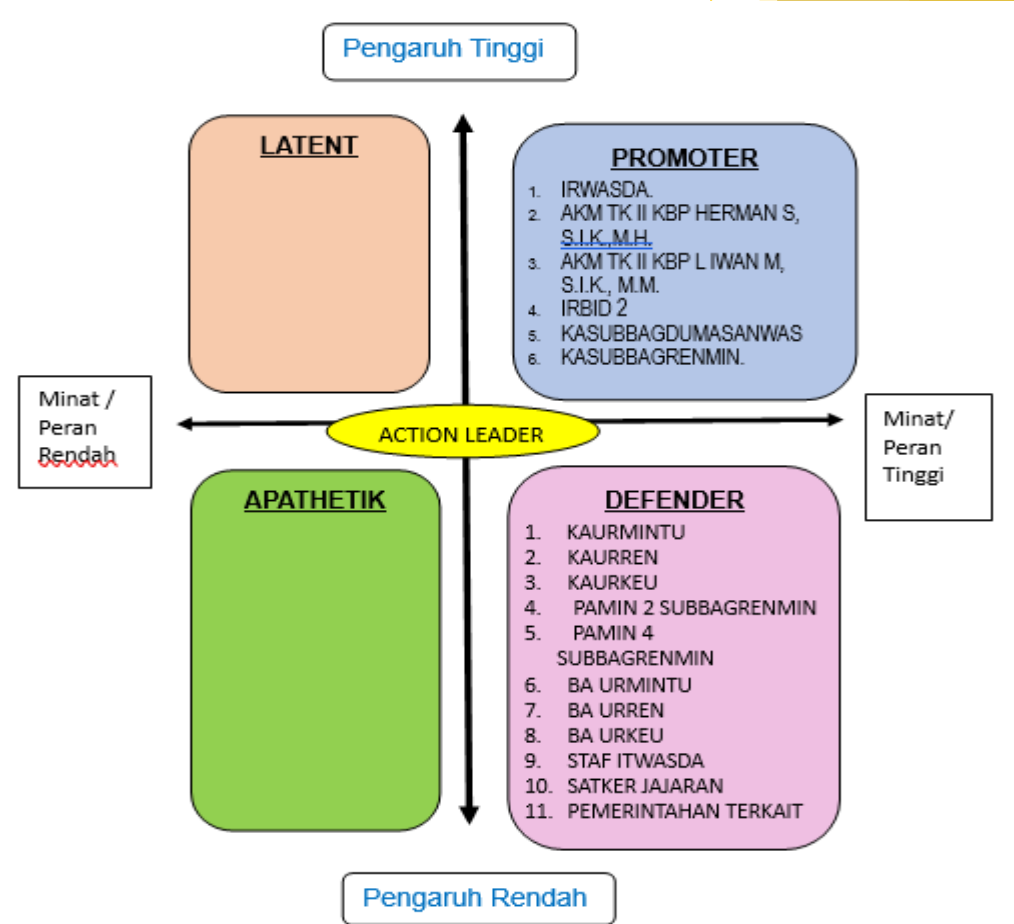 Pengaruh Tinggi
LATENT
PROMOTER
1. IRWASDA.
2. AKM TK II KBP HERMAN S,
S.I.K.,M.H.
3. AKM TK II KBP L IWAN M,
S.I.K., M.M.
4. IRBID 2
5. KASUBBAGDUMASANWAS
6. KASUBBAGRENMIN.
Minat /
Peran
Rendah
ACTION LEADER
Minat/
Peran
Tinggi
APATHETIK
DEFENDER
1. KAURMINTU
2. KAURREN
3. KAURKEU
4. PAMIN 2 SUBBAGRENMIN
5. PAMIN 4
SUBBAGRENMIN
6. BA URMINTU
7. BA URREN
8. BA URKEU
9. STAF ITWASDA
10. SATKER JAJARAN
11. PEMERINTAHAN TERKAIT
Pengaruh Rendah